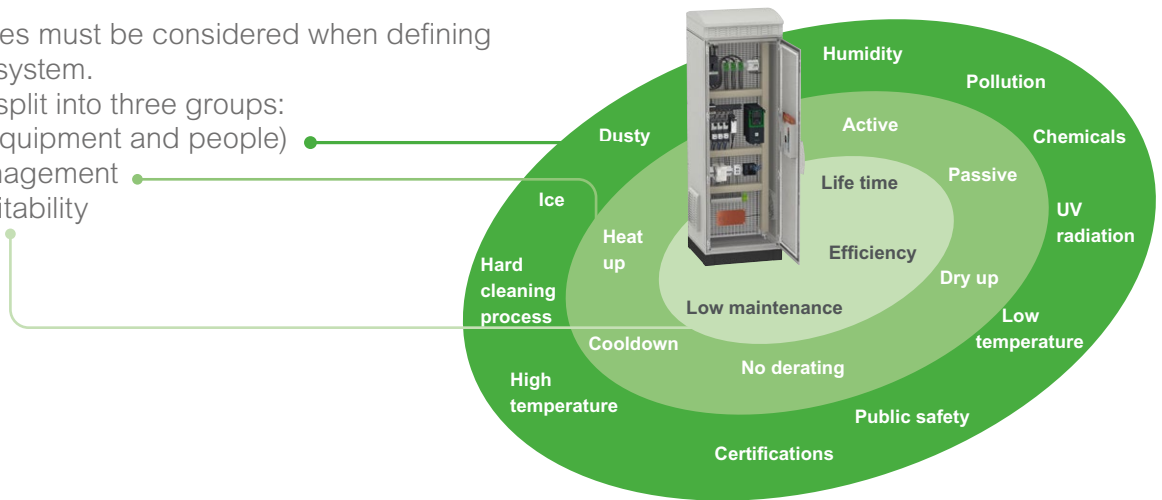 es must be considered when defining
system.
split into three groups:
quipment and people)
nagement
itability
Humidity
Pollution
Dusty
Active
Chemicals
Life time
Passive
Ice
UV
radiation
Heat
up
Efficiency
Hard
cleaning
process
Dry up
Low maintenance
Low
temperature
Cooldown
No derating
High
temperature
Public safety
Certifications